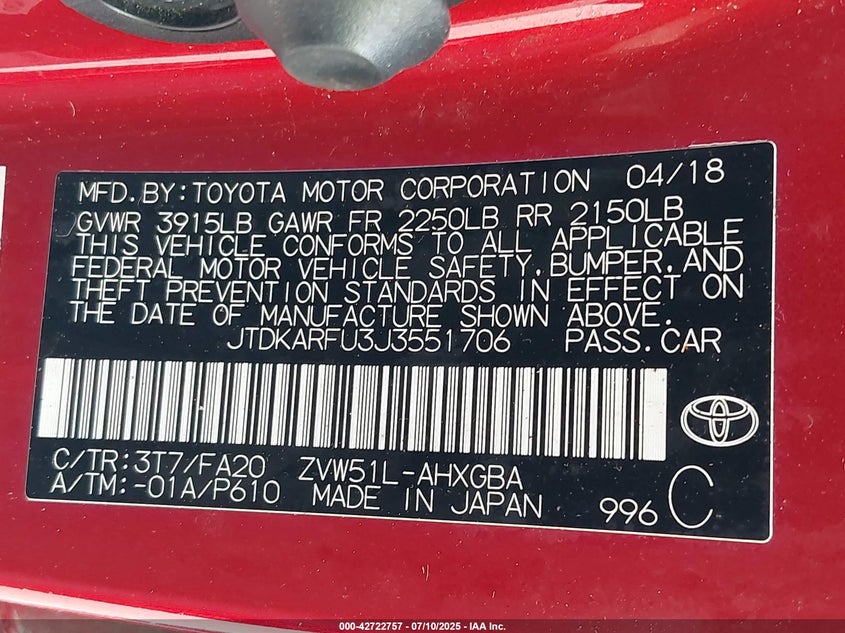 MFD.BY:TOYOTA MOTOR CORPORATION 04/18
GVWR 3915LB GAWR FR 2250LB RR 2150LB
THIS VEHICLE CONFORMS TO ALL APPLICABLE
FEDERAL MOTOR VEHICLE SAFETY,BUMPER,AND
THEFT PREVENTION STANDARDS IN EFFECT ON
THE DATE OF MANUFACTURE SHOWN ABOVE.
JTDKARFU3J3551706 PASS.CAR
C/TR:3T7/FA20 ZVW51L-AHXGBA
A/TM:-01A/P610 MADE IN JAPAN 996 C
000-42722757 - 07/10/2025 - IAA Inc.